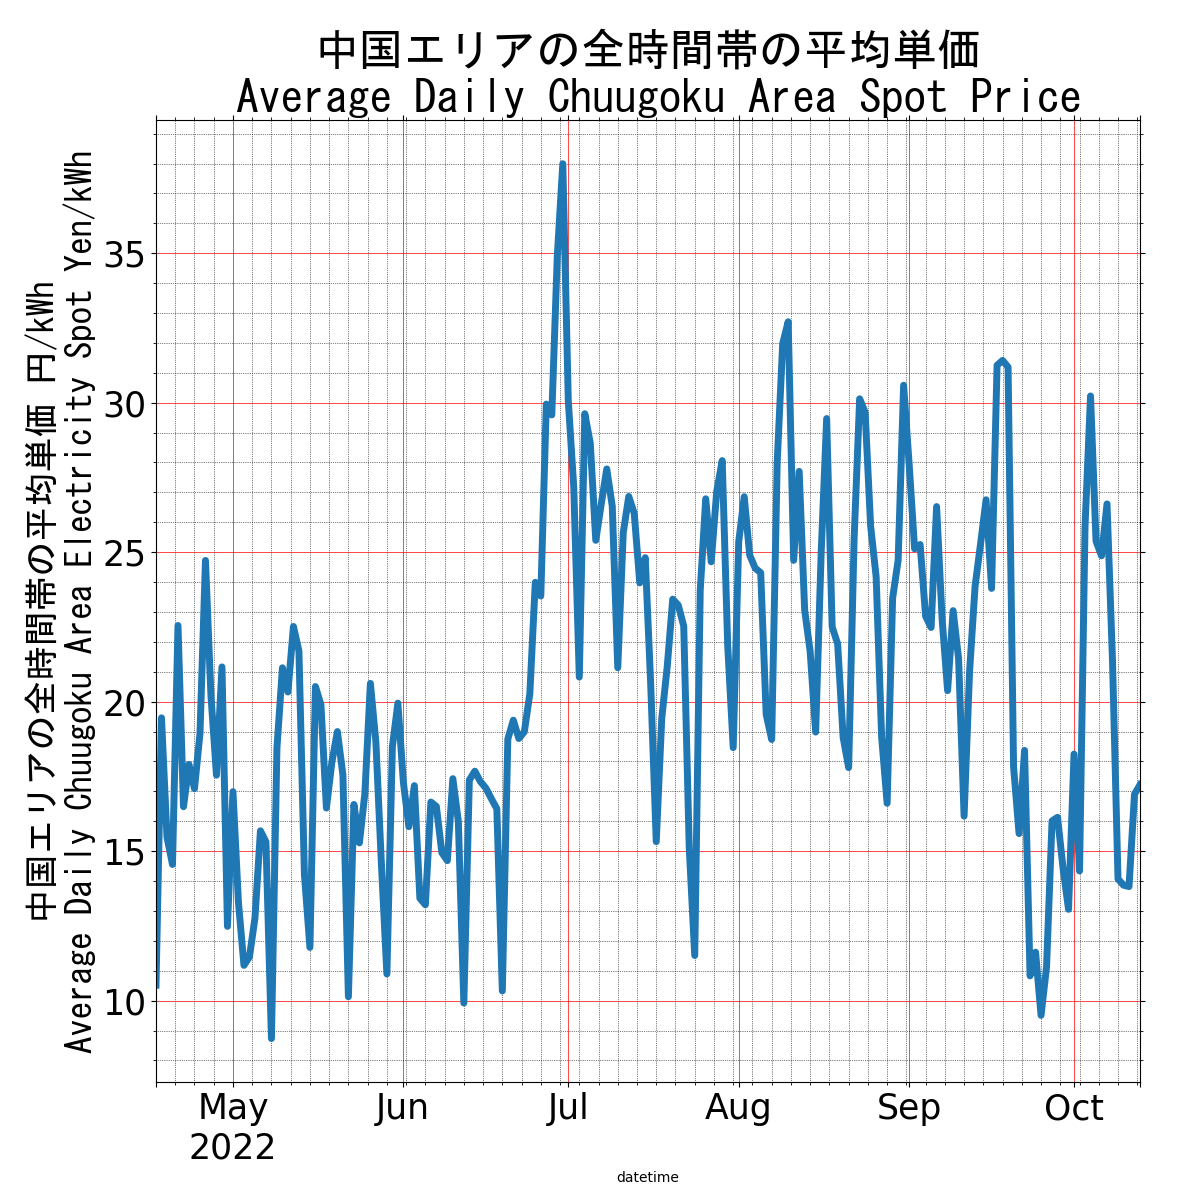 中国エリアの全時間帯の平均単価
Average Daily Chuugoku Area Spot Price
中国エリアの全時間帯の平均単価 円/kWh
Average Daily Chuugoku Area Electricity Spot Yen/kWh
35
30
25
20
15
10
May
2022
Jun
Jul
Aug
Sep
Oct
datetime